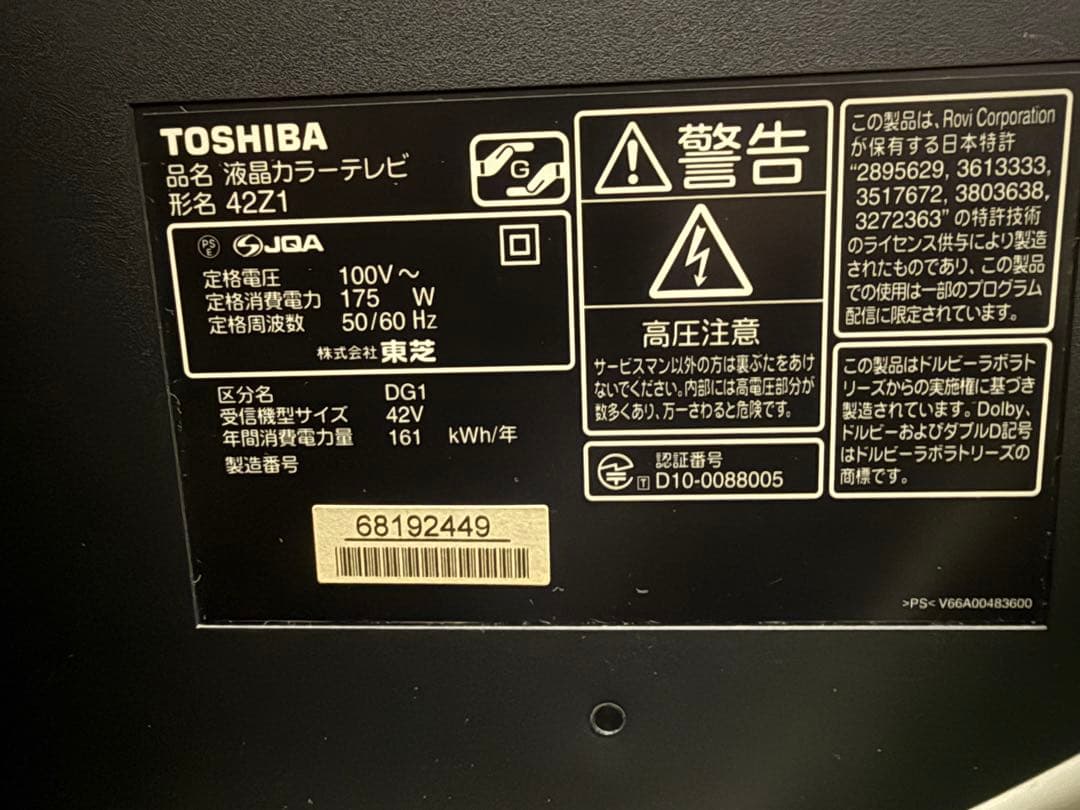 TOSHIBA
品名 液晶カラーテレビ
形名 42Z1
G
PS
E
JQA
定格電圧 100V～
定格消費電力 175 W
定格周波数 50/60 Hz
株式会社 東芝
区分名 DG1
受信機型サイズ 42V
年間消費電力量 161 kWh/年
製造番号
68192449
警告
高圧注意
サービスマン以外の方は裏ぶたをあけ
ないでください。内部には高電圧部分が
数多くあり、万一さわると危険です。
認証番号
T D10-0088005
この製品は、Rovi Corporation
が保有する日本特許
"2895629, 3613333,
3517672, 3803638,
3272363" の特許技術
のライセンス供与により製造
されたものであり、この製品
での使用は一部のプログラム
配信に限定されています。
この製品はドルビーラボラト
リーズからの実施権に基づき
製造されています。Dolby、
ドルビーおよびダブルD記号
はドルビーラボラトリーズの
商標です。
>PS< V66A00483600